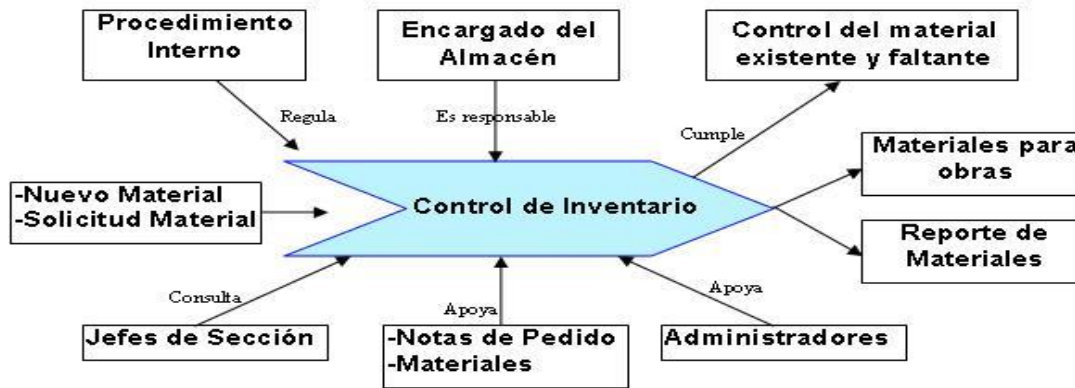 Procedimiento
Interno
Encargado del
Almacén
Control del material
existente y faltante
Regula
Es responsable
Cumple
Materiales para
obras
-Nuevo Material
-Solicitud Material
Control de Inventario
Reporte de
Materiales
Consulta
Apoya
Apoya
Jefes de Sección
-Notas de Pedido
-Materiales
Administradores